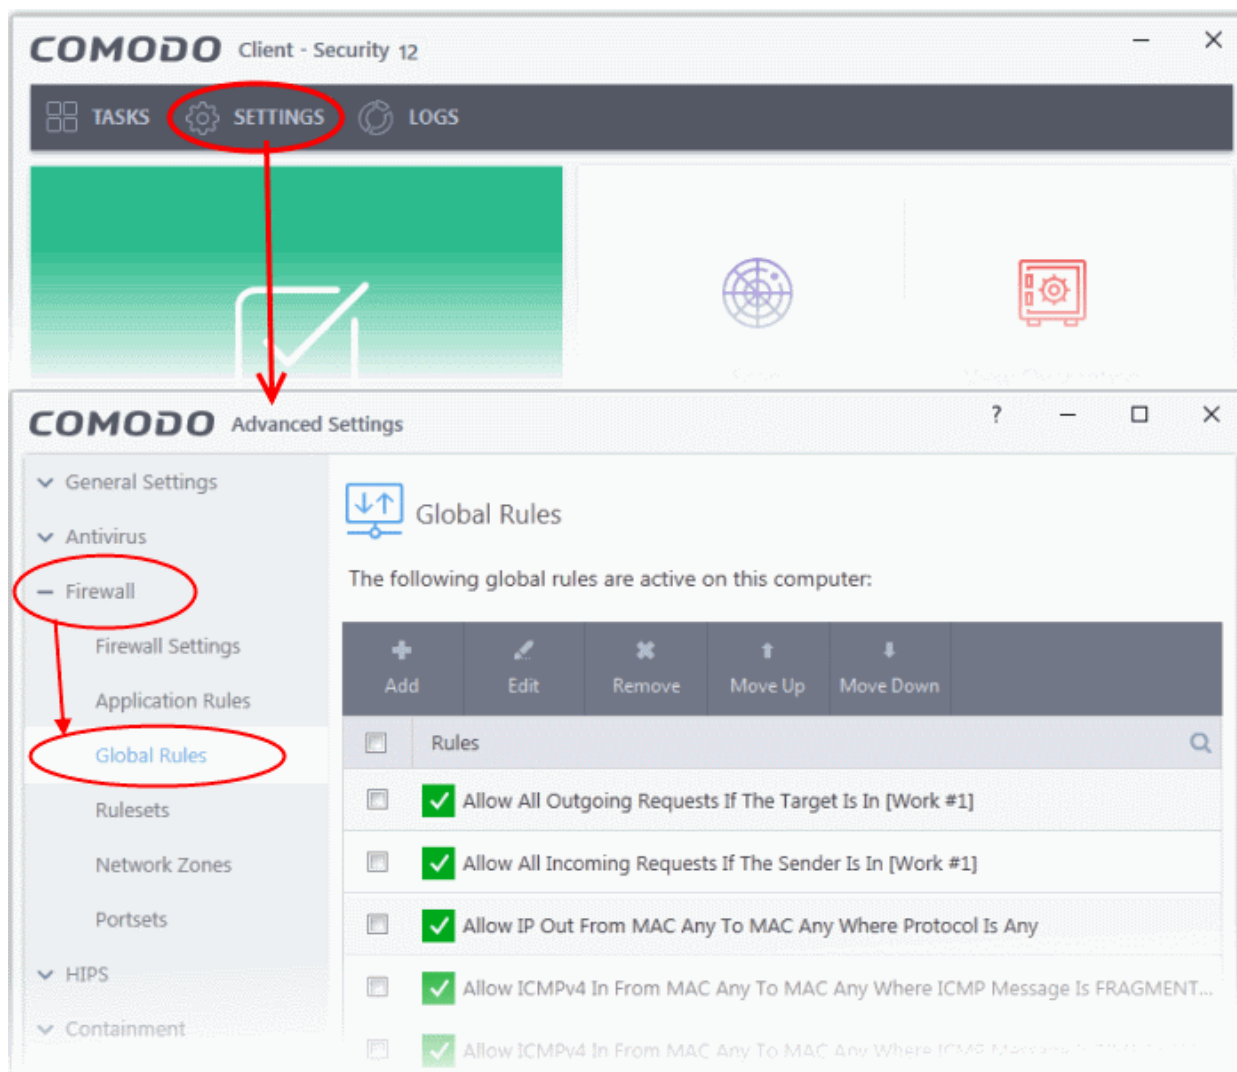 COMODO Client - Security 12
TASKS SETTINGS LOGS
COMODO Advanced Settings ?
General Settings
Antivirus
Firewall
Firewall Settings
Application Rules
Global Rules
Rulesets
Network Zones
Portsets
HIPS
Containment
Global Rules
The following global rules are active on this computer:
Add Edit Remove Move Up Move Down
Rules
Allow All Outgoing Requests If The Target Is In [Work #1]
Allow All Incoming Requests If The Sender Is In [Work #1]
Allow IP Out From MAC Any To MAC Any Where Protocol Is Any
Allow ICMPv4 In From MAC Any To MAC Any Where ICMP Message Is FRAGMENT...
Allow ICMPv4 In From MAC Any To MAC Any Where ICMP Message Is